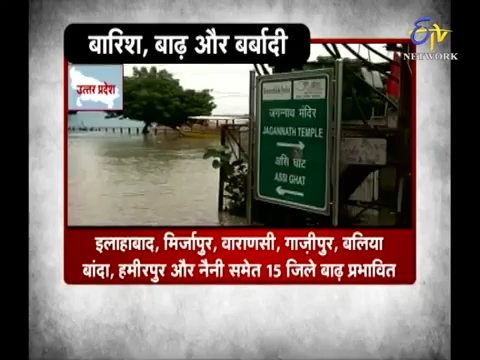 बारिश, बाढ़ और बर्बादी
ETV
NETWORK
उत्तर प्रदेश
जगन्नाथ मंदिर
JAGANNATH TEMPLE
असि घाट
ASSI GHAT
इलाहाबाद, मिर्जापुर, वाराणसी, गाज़ीपुर, बलिया
बांदा, हमीरपुर और नैनी समेत 15 जिले बाढ़ प्रभावित